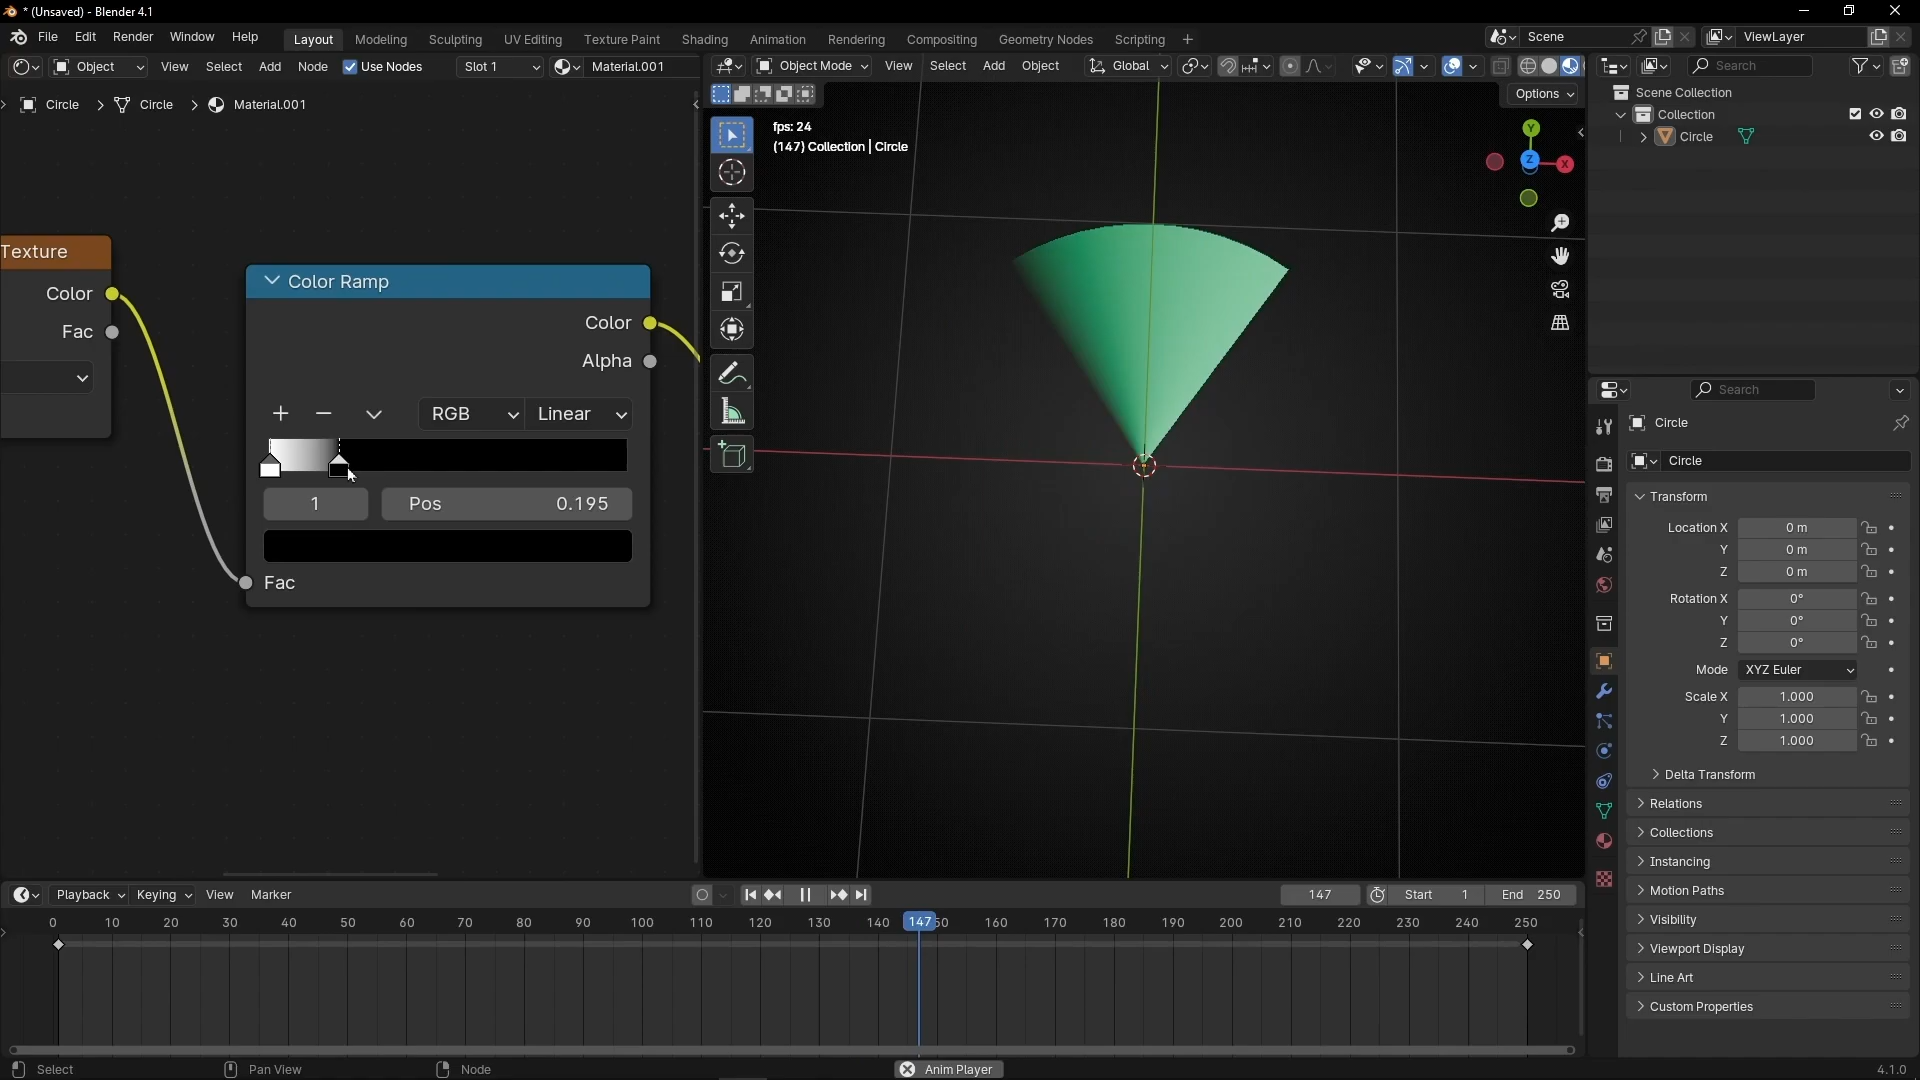 * (Unsaved) - Blender 4.1
File Edit Render Window Help Layout Modeling Sculpting UV Editing Texture Paint Shading Animation Rendering Compositing Geometry Nodes Scripting + Scene ViewLayer
Object View Select Add Node Use Nodes Slot 1 Material.001
Object Mode View Select Add Object Global
Search
Circle > Circle > Material.001
Options
Scene Collection
Collection
Circle
fps: 24
(147) Collection | Circle
Y
Z
X
Texture
Color
Fac
Color Ramp
Color
Alpha
RGB Linear
1 Pos 0.195
Fac
Search
Circle
Circle
Transform
Location X 0 m
Y 0 m
Z 0 m
Rotation X 0°
Y 0°
Z 0°
Mode XYZ Euler
Scale X 1.000
Y 1.000
Z 1.000
Delta Transform
Relations
Collections
Instancing
Motion Paths
Visibility
Viewport Display
Line Art
Custom Properties
Playback Keying View Marker 147 Start 1 End 250
0 10 20 30 40 50 60 70 80 90 100 110 120 130 140 147 50 160 170 180 190 200 210 220 230 240 250
Select Pan View Node Anim Player 4.1.0